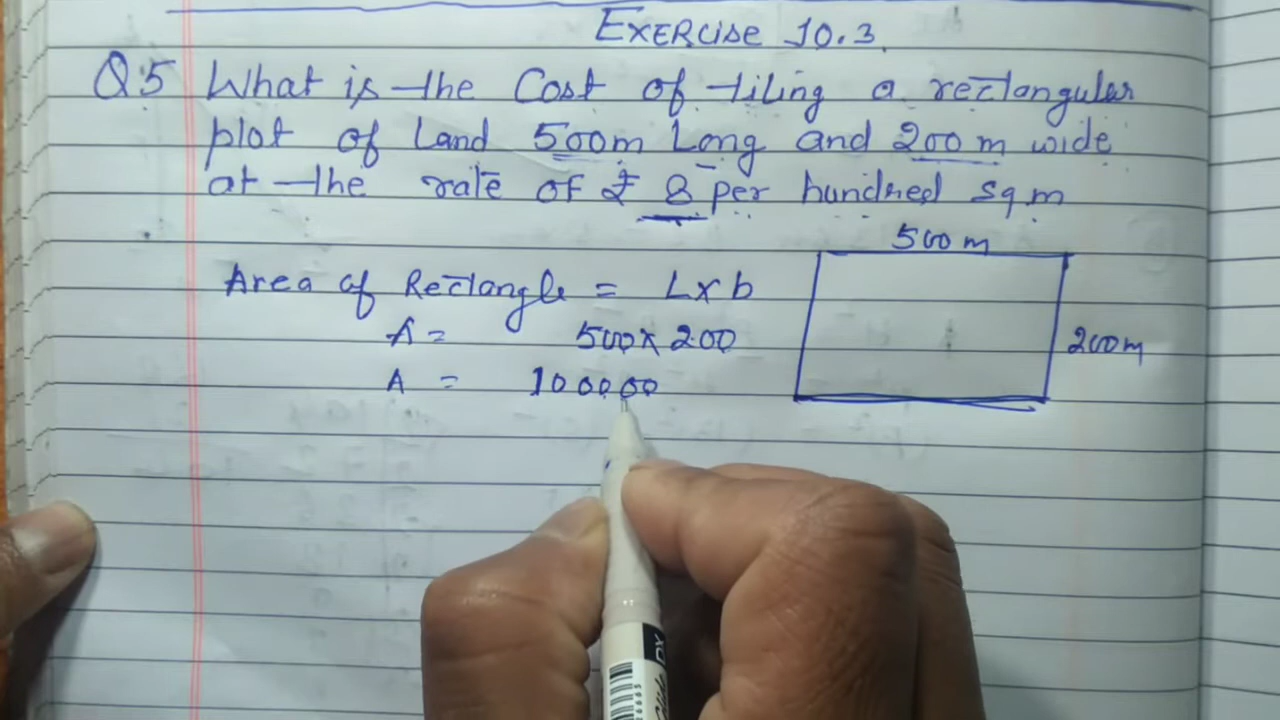 Exercise 10.3
Q.5 What is the Cost of tiling a rectangular
plot of Land 500m Long and 200 m wide
at the rate of ₹ 8 per hundred sq m
500 m
Area of Rectangle = L x b
A = 500 x 200
200m
A = 100000